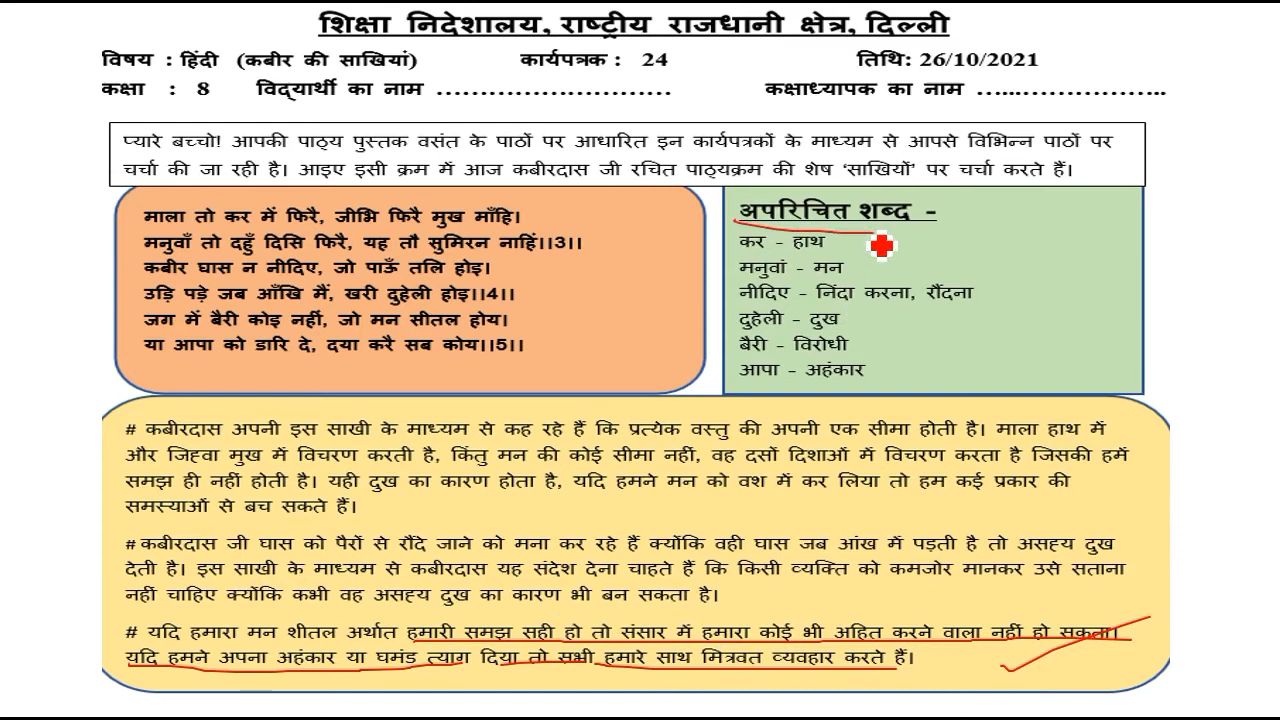 शिक्षा निदेशालय, राष्ट्रीय राजधानी क्षेत्र, दिल्ली
विषय : हिंदी (कबीर की साखियां) कार्यपत्रक : 24 तिथि: 26/10/2021
कक्षा : 8 विद्यार्थी का नाम ........................... कक्षाध्यापक का नाम ......................
प्यारे बच्चो! आपकी पाठ्य पुस्तक वसंत के पाठों पर आधारित इन कार्यपत्रकों के माध्यम से आपसे विभिन्न पाठों पर
चर्चा की जा रही है। आइए इसी क्रम में आज कबीरदास जी रचित पाठ्यक्रम की शेष ‘साखियों’ पर चर्चा करते हैं।
माला तो कर में फिरै, जीभि फिरै मुख माँहि।
मनुवाँ तो दहुँ दिसि फिरै, यह तौ सुमिरन नाहिं।।3।।
कबीर घास न नीदिए, जो पाऊँ तलि होइ।
उड़ि पड़े जब आँखि मैं, खरी दुहेली होइ।।4।।
जग में बैरी कोइ नहीं, जो मन सीतल होय।
या आपा को डारि दे, दया करै सब कोय।।5।।
अपरिचित शब्द -
कर - हाथ
मनुवां - मन
नीदिए - निंदा करना, रौंदना
दुहेली - दुख
बैरी - विरोधी
आपा - अहंकार
# कबीरदास अपनी इस साखी के माध्यम से कह रहे हैं कि प्रत्येक वस्तु की अपनी एक सीमा होती है। माला हाथ में
और जिह्वा मुख में विचरण करती है, किंतु मन की कोई सीमा नहीं, वह दसों दिशाओं में विचरण करता है जिसकी हमें
समझ ही नहीं होती है। यही दुख का कारण होता है, यदि हमने मन को वश में कर लिया तो हम कई प्रकार की
समस्याओं से बच सकते हैं।
# कबीरदास जी घास को पैरों से रौंदे जाने को मना कर रहे हैं क्योंकि वही घास जब आंख में पड़ती है तो असह्य दुख
देती है। इस साखी के माध्यम से कबीरदास यह संदेश देना चाहते हैं कि किसी व्यक्ति को कमजोर मानकर उसे सताना
नहीं चाहिए क्योंकि कभी वह असह्य दुख का कारण भी बन सकता है।
# यदि हमारा मन शीतल अर्थात हमारी समझ सही हो तो संसार में हमारा कोई भी अहित करने वाला नहीं हो सकता।
यदि हमने अपना अहंकार या घमंड त्याग दिया तो सभी हमारे साथ मित्रवत व्यवहार करते हैं।